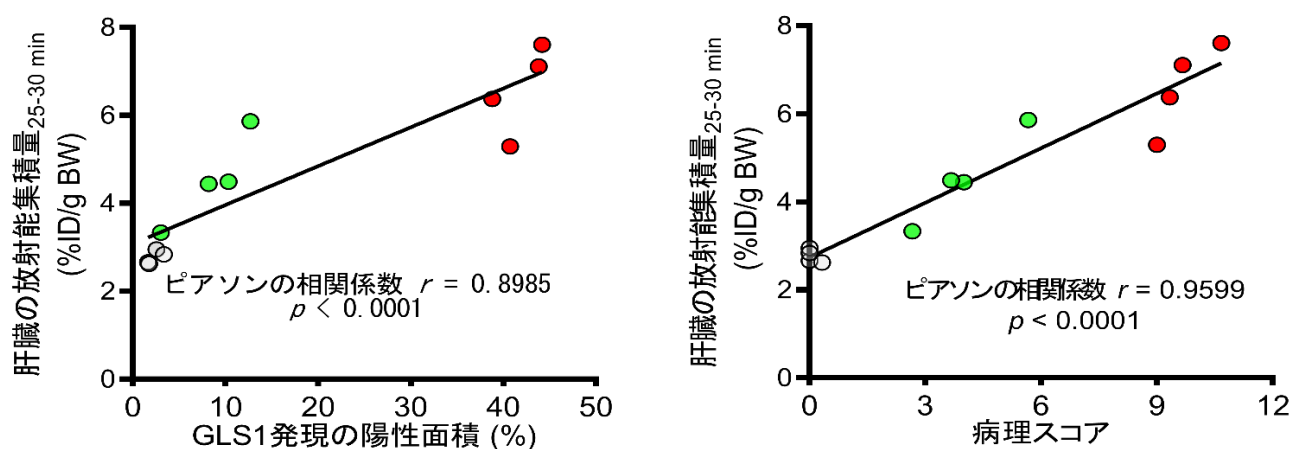 肝臓の放射能集積量25-30 min
(%ID/g BW)
8
6
4
2
0
ピアソンの相関係数 r = 0.8985
p < 0.0001
0 10 20 30 40 50
GLS1発現の陽性面積 (%)
肝臓の放射能集積量25-30 min
(%ID/g BW)
8
6
4
2
0
ピアソンの相関係数 r = 0.9599
p < 0.0001
0 3 6 9 12
病理スコア